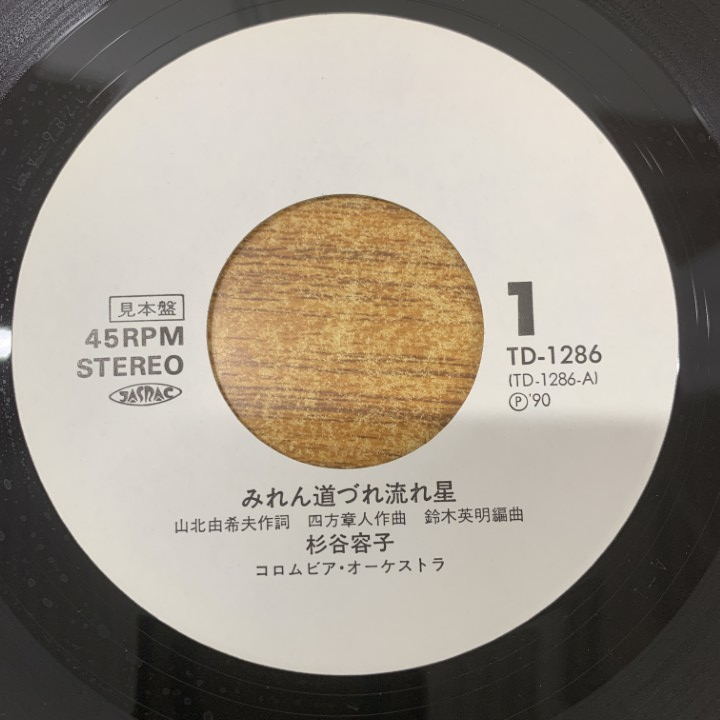 見本盤
45RPM
STEREO
JASRAC
1
TD-1286
(TD-1286-A)
Ⓟ'90
みれん道づれ流れ星
山北由希夫作詞 四方章人作曲 鈴木英明編曲
杉谷容子
コロムビア・オーケストラ